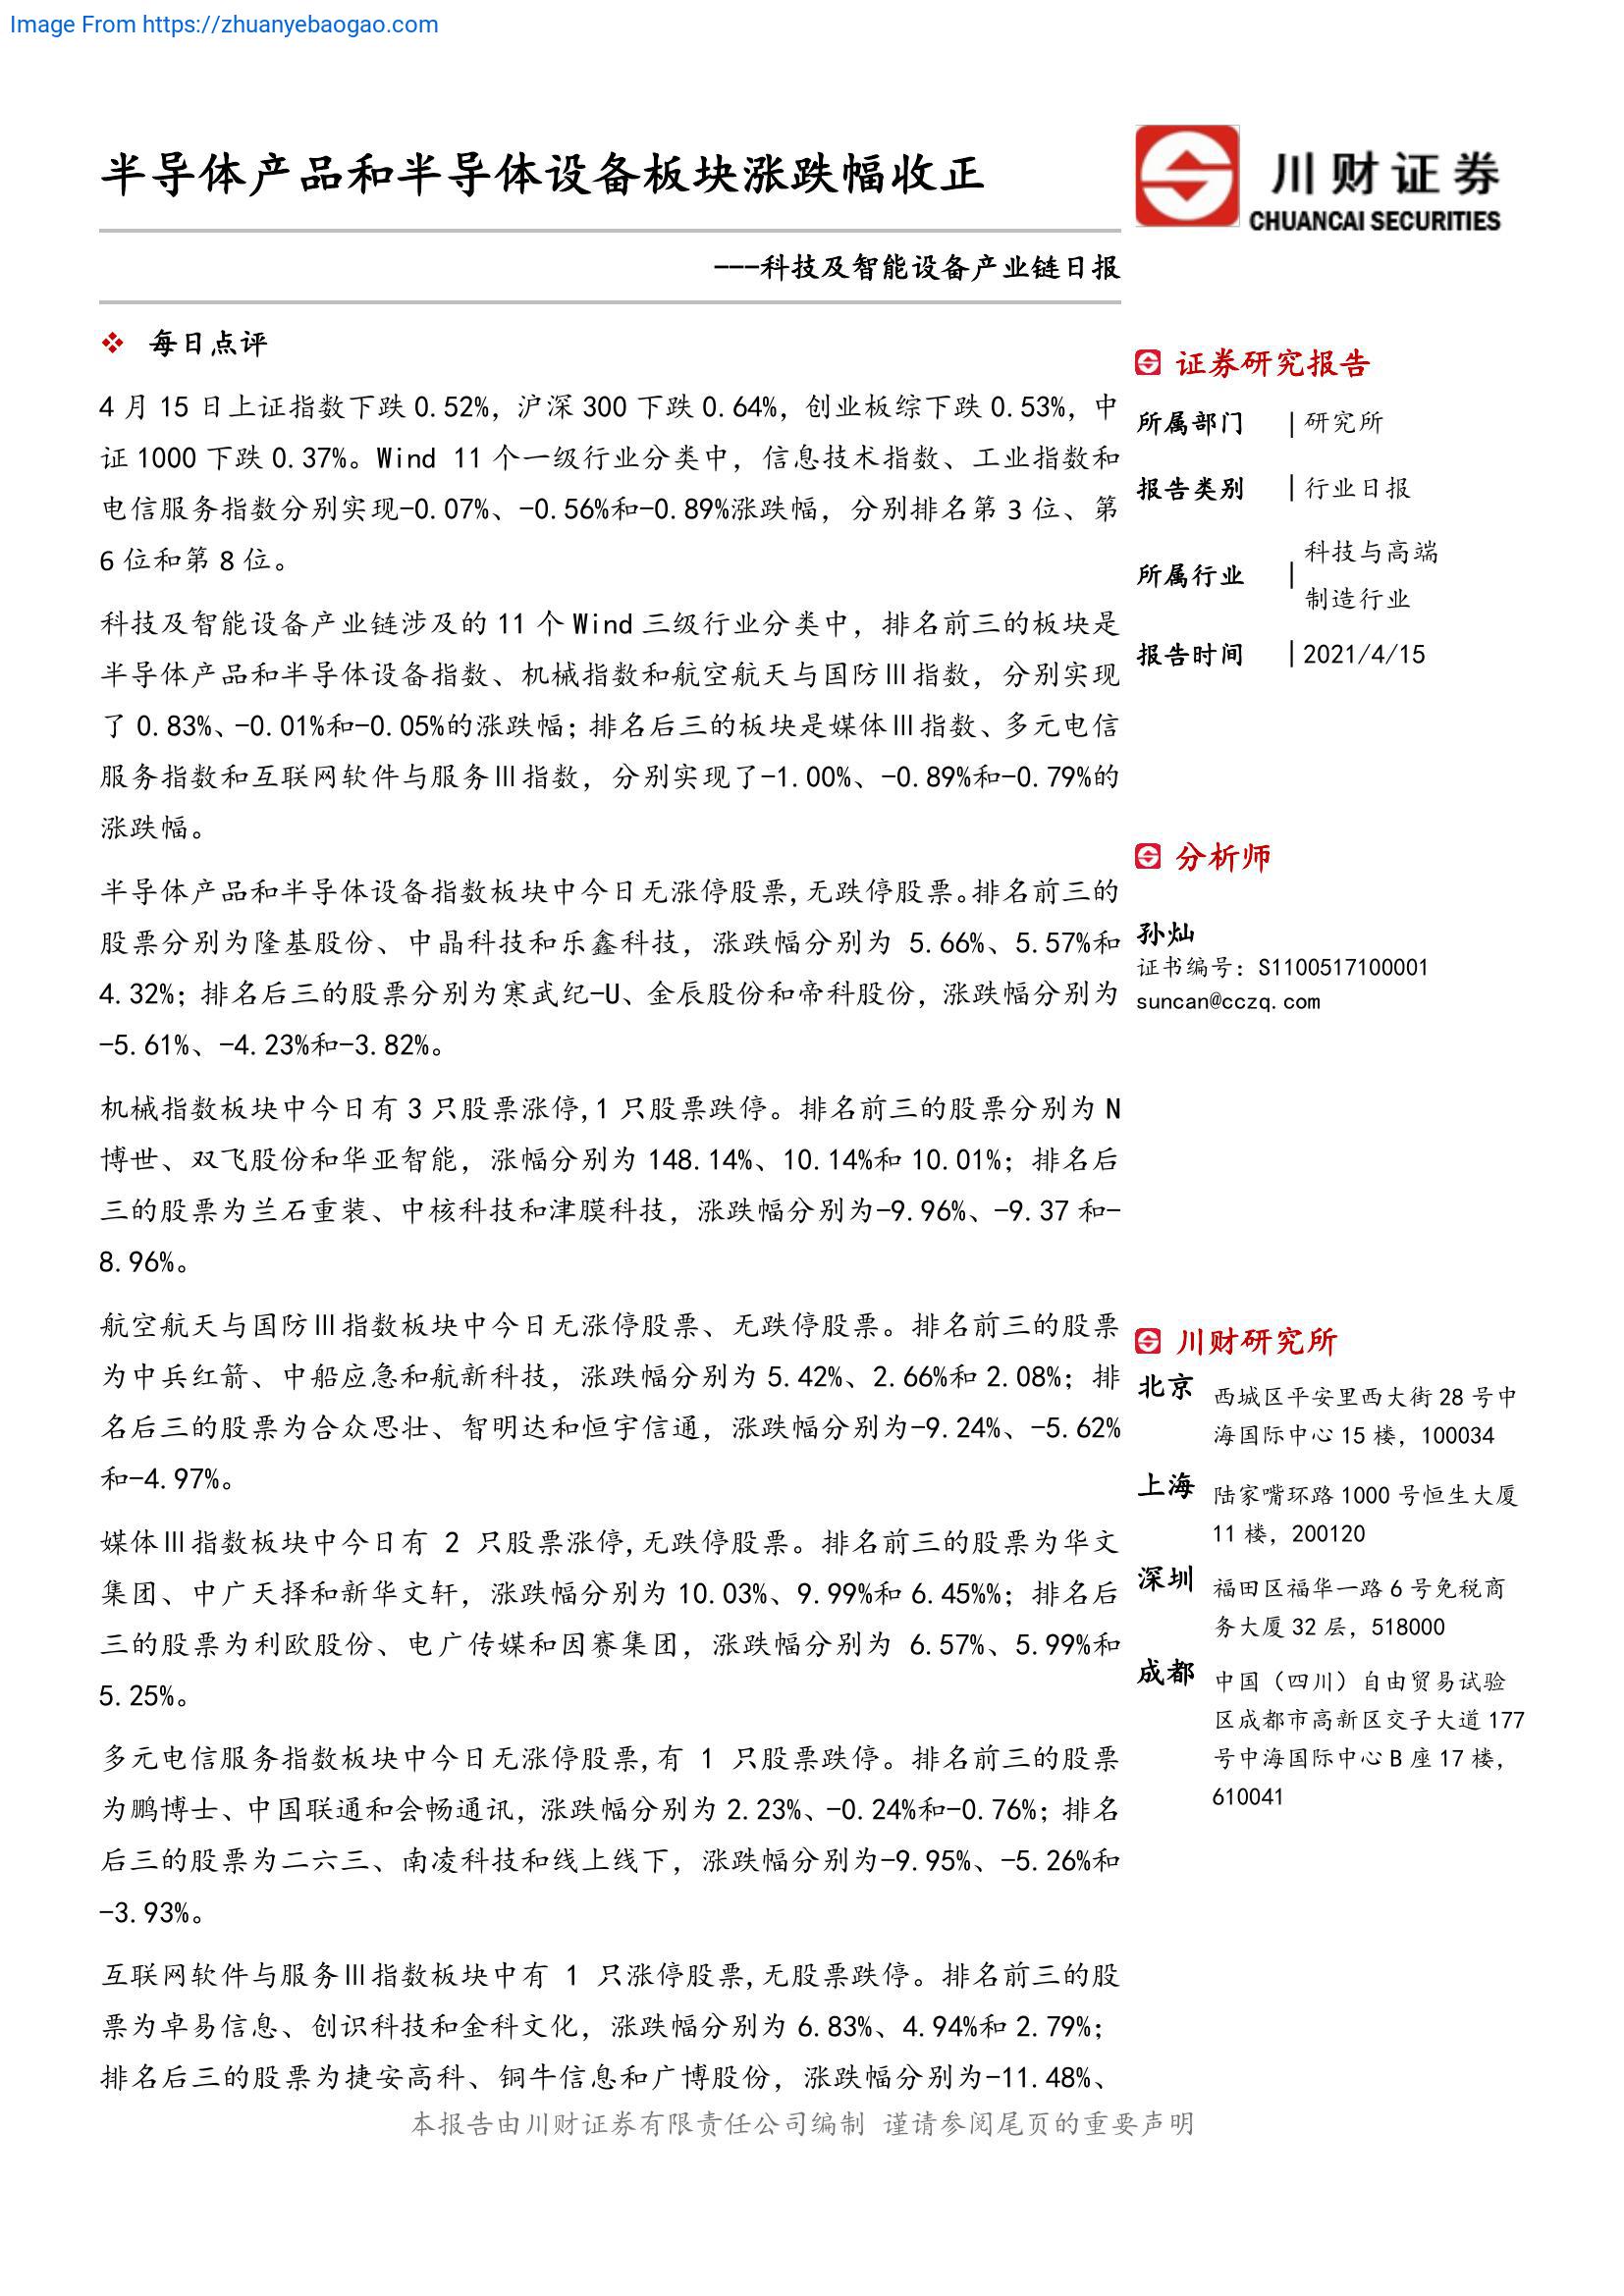 Image From https://zhuanyebaogao.com
半导体产品和半导体设备板块涨跌幅收正
川财证券
CHUANCAI SECURITIES
---科技及智能设备产业链日报
❖ 每日点评
4 月 15 日上证指数下跌 0.52%，沪深 300 下跌 0.64%，创业板综下跌 0.53%，中
证 1000 下跌 0.37%。Wind 11 个一级行业分类中，信息技术指数、工业指数和
电信服务指数分别实现-0.07%、-0.56%和-0.89%涨跌幅，分别排名第 3 位、第
6 位和第 8 位。
科技及智能设备产业链涉及的 11 个 Wind 三级行业分类中，排名前三的板块是
半导体产品和半导体设备指数、机械指数和航空航天与国防Ⅲ指数，分别实现
了 0.83%、-0.01%和-0.05%的涨跌幅；排名后三的板块是媒体Ⅲ指数、多元电信
服务指数和互联网软件与服务Ⅲ指数，分别实现了-1.00%、-0.89%和-0.79%的
涨跌幅。
半导体产品和半导体设备指数板块中今日无涨停股票,无跌停股票。排名前三的
股票分别为隆基股份、中晶科技和乐鑫科技，涨跌幅分别为 5.66%、5.57%和
4.32%；排名后三的股票分别为寒武纪-U、金辰股份和帝科股份，涨跌幅分别为
-5.61%、-4.23%和-3.82%。
机械指数板块中今日有 3 只股票涨停,1 只股票跌停。排名前三的股票分别为 N
博世、双飞股份和华亚智能，涨幅分别为 148.14%、10.14%和 10.01%；排名后
三的股票为兰石重装、中核科技和津膜科技，涨跌幅分别为-9.96%、-9.37 和-
8.96%。
航空航天与国防Ⅲ指数板块中今日无涨停股票、无跌停股票。排名前三的股票
为中兵红箭、中船应急和航新科技，涨跌幅分别为 5.42%、2.66%和 2.08%；排
名后三的股票为合众思壮、智明达和恒宇信通，涨跌幅分别为-9.24%、-5.62%
和-4.97%。
媒体Ⅲ指数板块中今日有 2 只股票涨停,无跌停股票。排名前三的股票为华文
集团、中广天择和新华文轩，涨跌幅分别为 10.03%、9.99%和 6.45%%；排名后
三的股票为利欧股份、电广传媒和因赛集团，涨跌幅分别为 6.57%、5.99%和
5.25%。
多元电信服务指数板块中今日无涨停股票,有 1 只股票跌停。排名前三的股票
为鹏博士、中国联通和会畅通讯，涨跌幅分别为 2.23%、-0.24%和-0.76%；排名
后三的股票为二六三、南凌科技和线上线下，涨跌幅分别为-9.95%、-5.26%和
-3.93%。
互联网软件与服务Ⅲ指数板块中有 1 只涨停股票,无股票跌停。排名前三的股
票为卓易信息、创识科技和金科文化，涨跌幅分别为 6.83%、4.94%和 2.79%；
排名后三的股票为捷安高科、铜牛信息和广博股份，涨跌幅分别为-11.48%、
证券研究报告
所属部门 | 研究所
报告类别 | 行业日报
所属行业 | 科技与高端
制造行业
报告时间 | 2021/4/15
分析师
孙灿
证书编号：S1100517100001
suncan@cczq.com
川财研究所
北京 西城区平安里西大街 28 号中
海国际中心 15 楼，100034
上海 陆家嘴环路 1000 号恒生大厦
11 楼，200120
深圳 福田区福华一路 6 号免税商
务大厦 32 层，518000
成都 中国（四川）自由贸易试验
区成都市高新区交子大道 177
号中海国际中心 B 座 17 楼，
610041
本报告由川财证券有限责任公司编制 谨请参阅尾页的重要声明